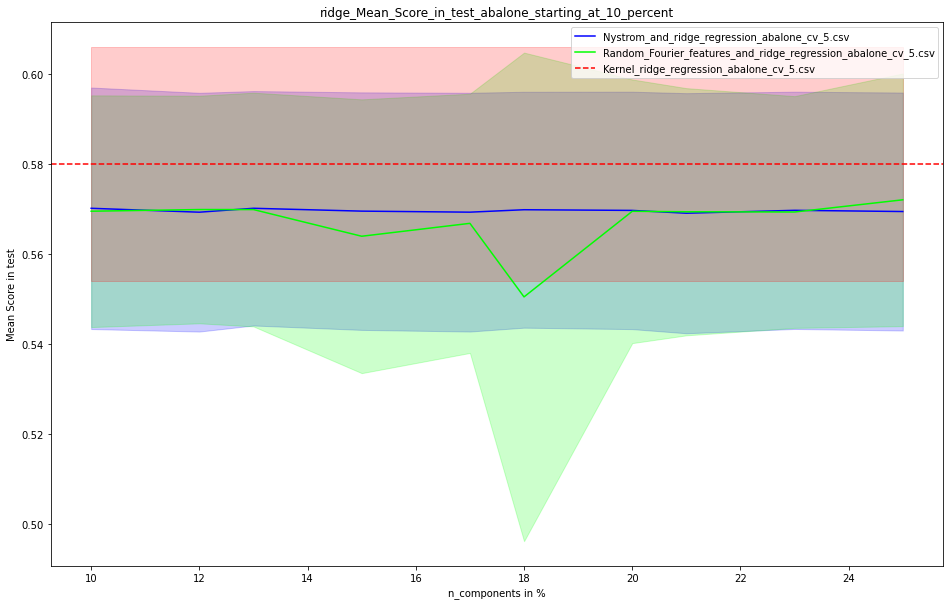 ridge_Mean_Score_in_test_abalone_starting_at_10_percent
Nystrom_and_ridge_regression_abalone_cv_5.csv
Random_Fourier_features_and_ridge_regression_abalone_cv_5.csv
Kernel_ridge_regression_abalone_cv_5.csv
Mean Score in test
0.60
0.58
0.56
0.54
0.52
0.50
10 12 14 16 18 20 22 24
n_components in %